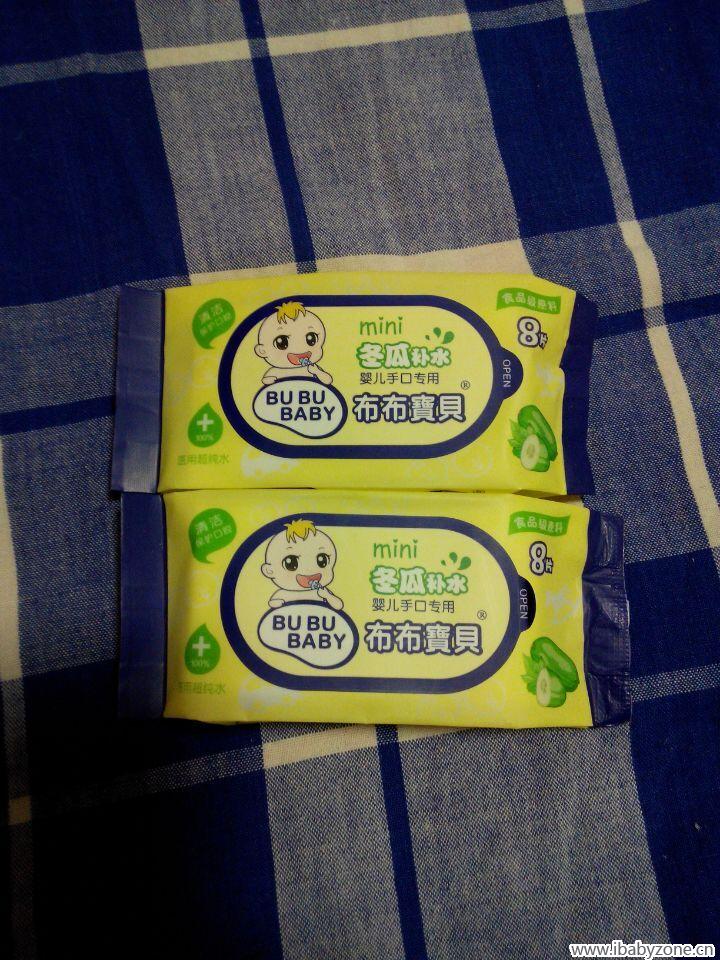 清洁
保护口腔
食品级原料
8片
mini
冬瓜补水
婴儿手口专用
OPEN
BU BU
BABY
布布寶貝®
100%
医用超纯水
清洁
保护口腔
食品级原料
8片
mini
冬瓜补水
婴儿手口专用
OPEN
BU BU
BABY
布布寶貝®
100%
医用超纯水
www.ibabyzone.cn